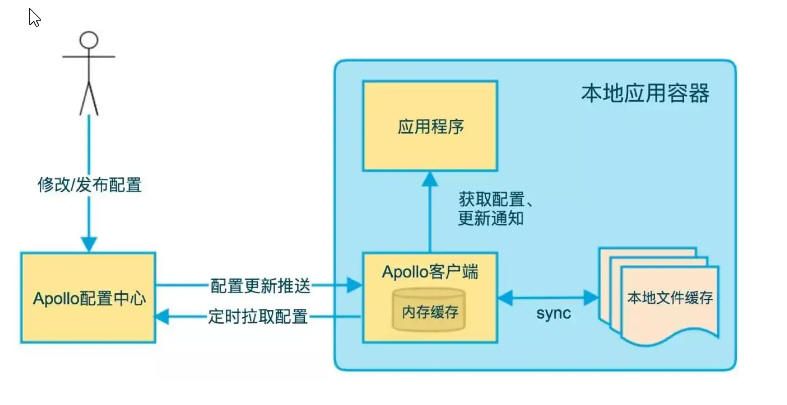 本地应用容器
应用程序
修改/发布配置
获取配置、
更新通知
Apollo配置中心
配置更新推送
定时拉取配置
Apollo客户端
内存缓存
sync
本地文件缓存